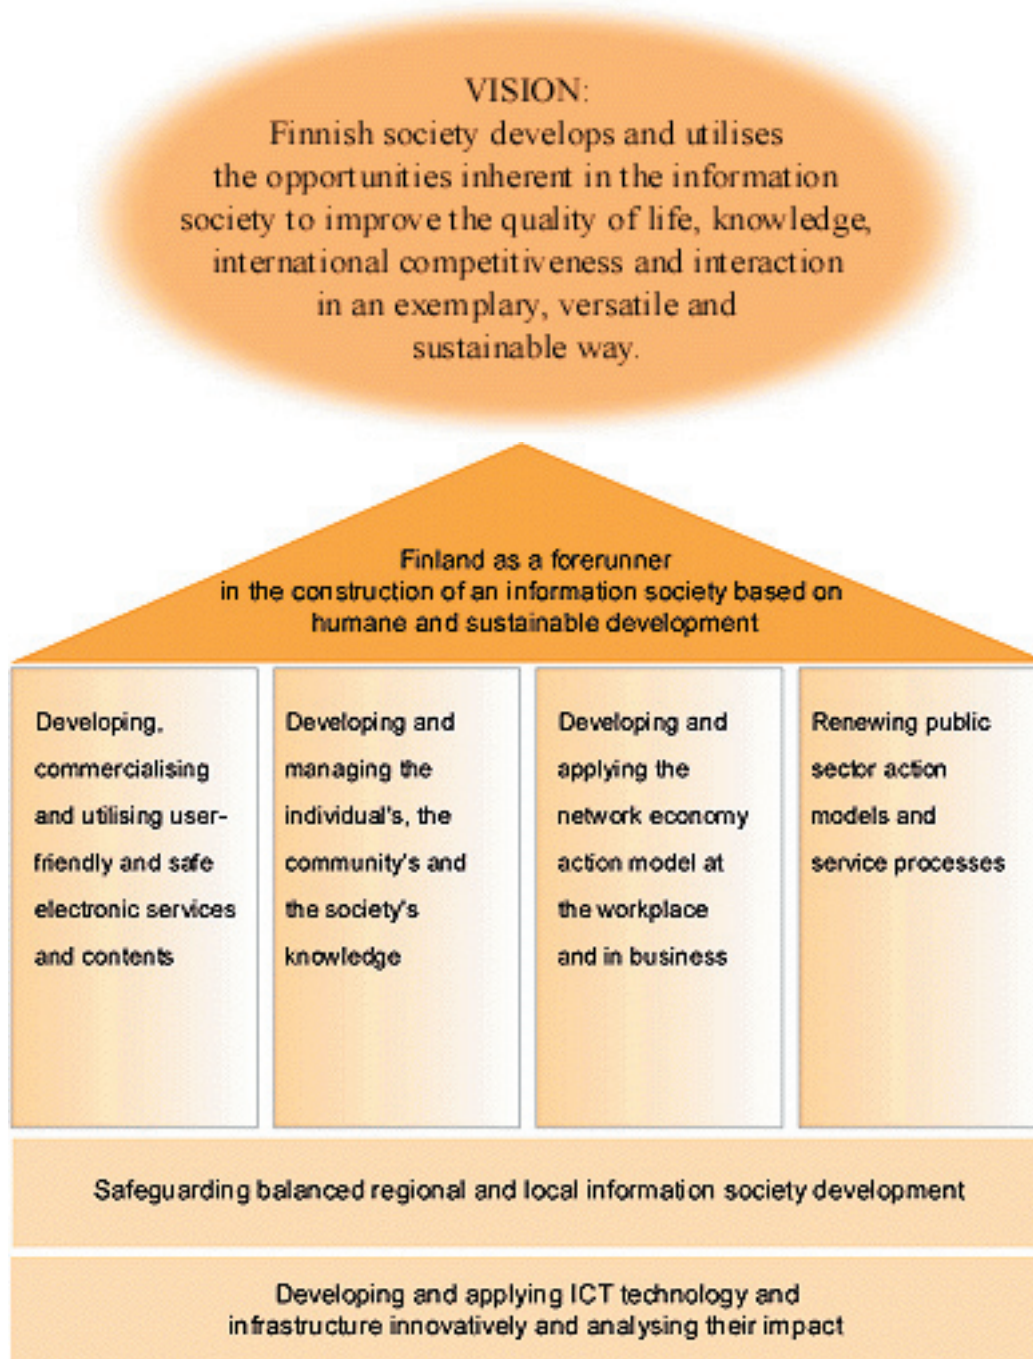 VISION:
Finnish society develops and utilises
the opportunities inherent in the information
society to improve the quality of life, knowledge,
international competitiveness and interaction
in an exemplary, versatile and
sustainable way.
Finland as a forerunner
in the construction of an information society based on
humane and sustainable development
Developing,
commercialising
and utilising user-
friendly and safe
electronic services
and contents
Developing and
managing the
individual's, the
community's and
the society's
knowledge
Developing and
applying the
network economy
action model at
the workplace
and in business
Renewing public
sector action
models and
service processes
Safeguarding balanced regional and local information society development
Developing and applying ICT technology and
infrastructure innovatively and analysing their impact